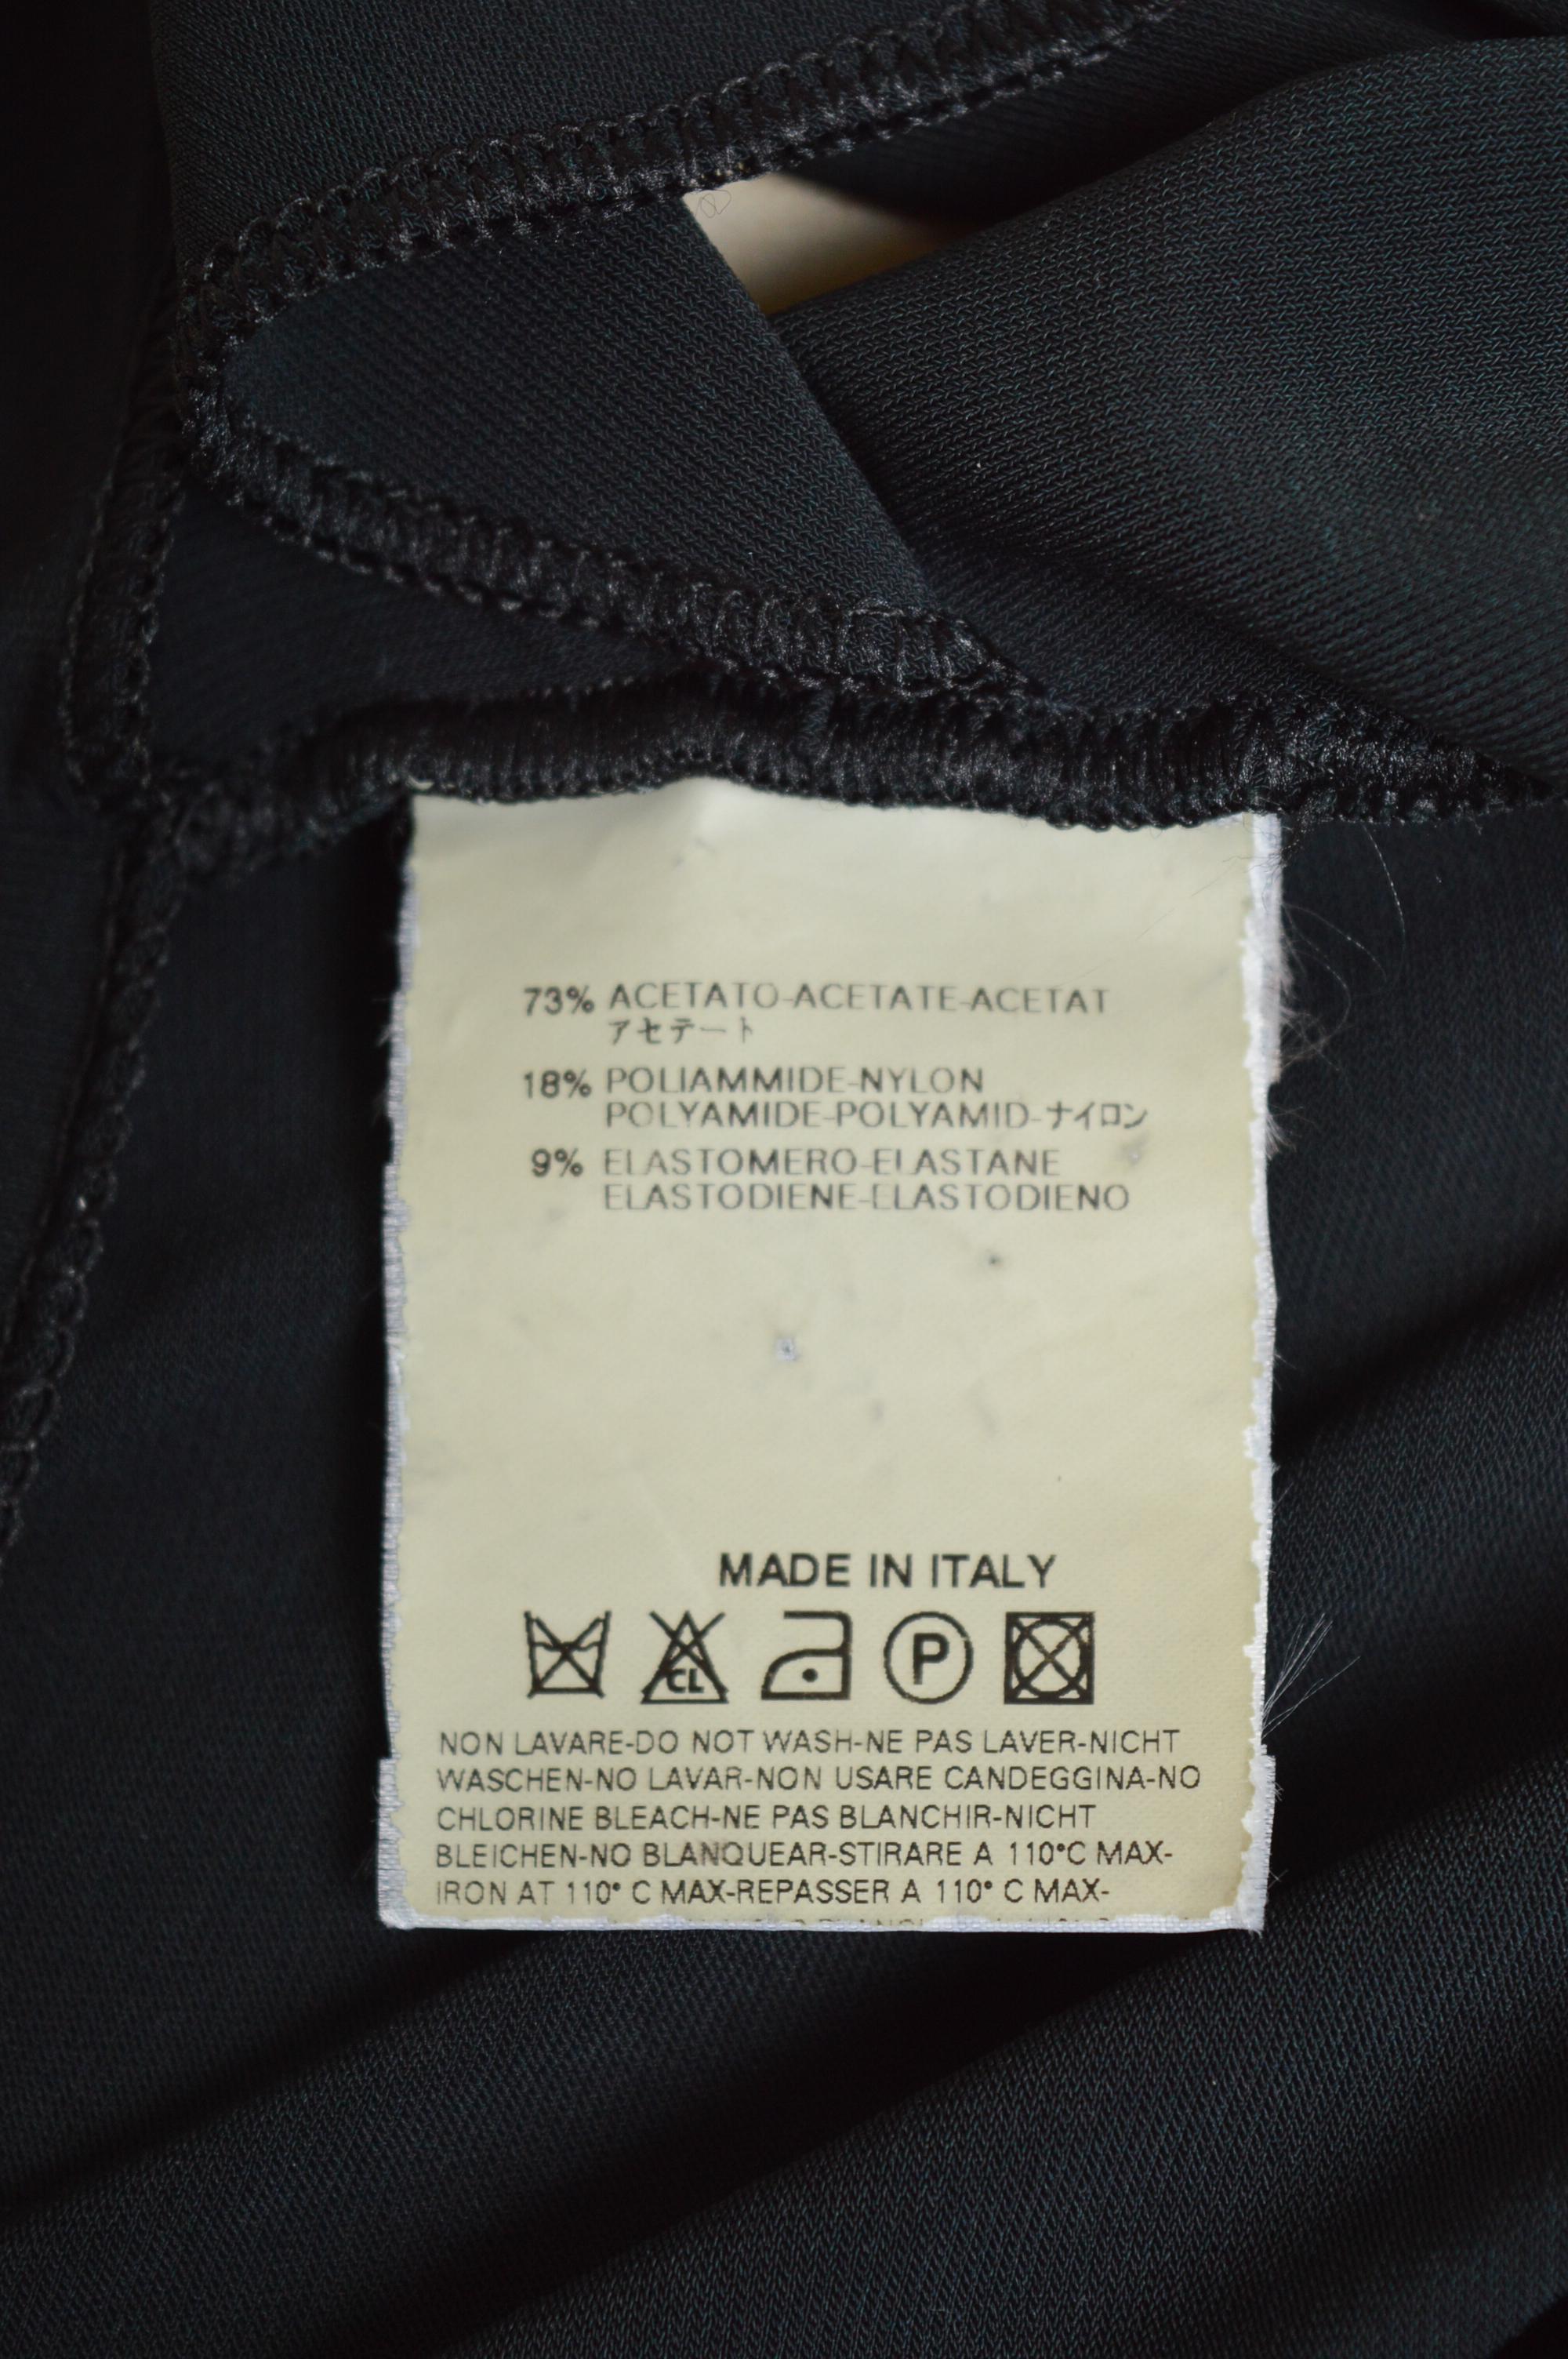 73% ACETATO-ACETATE-ACETAT
アセテート
18% POLIAMMIDE-NYLON
POLYAMIDE-POLYAMID-ナイロン
9% ELASTOMERO-ELASTANE
ELASTODIENE-ELASTODIENO
MADE IN ITALY
CL P
NON LAVARE-DO NOT WASH-NE PAS LAVER-NICHT
WASCHEN-NO LAVAR-NON USARE CANDEGGINA-NO
CHLORINE BLEACH-NE PAS BLANCHIR-NICHT
BLEICHEN-NO BLANQUEAR-STIRARE A 110°C MAX-
IRON AT 110° C MAX-REPASSER A 110° C MAX-